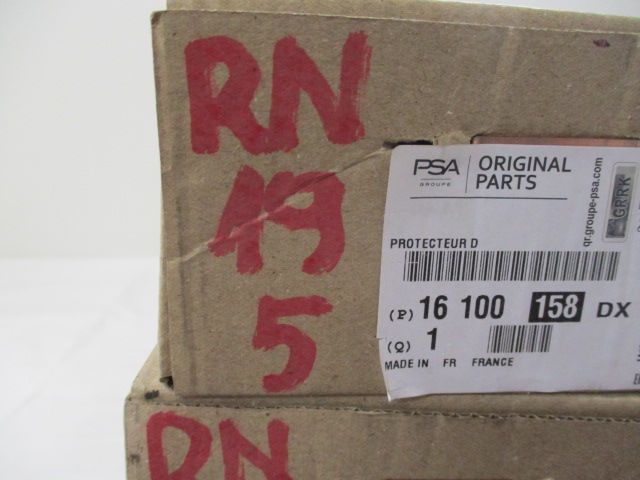 RN
19
5
PSA
GROUPE
ORIGINAL
PARTS
qr.groupe-psa.com
PROTECTEUR D
(P) 16 100 158 DX
(Q) 1
MADE IN FR FRANCE
RN